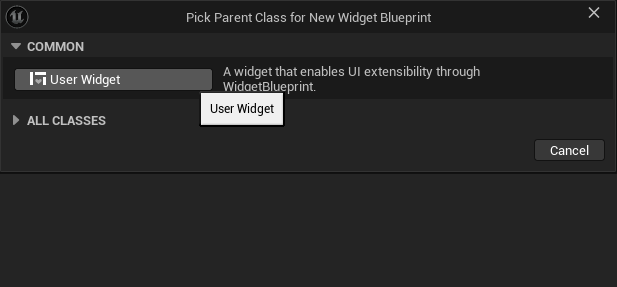 Pick Parent Class for New Widget Blueprint
COMMON
User Widget
A widget that enables UI extensibility through
WidgetBlueprint.
User Widget
ALL CLASSES
Cancel